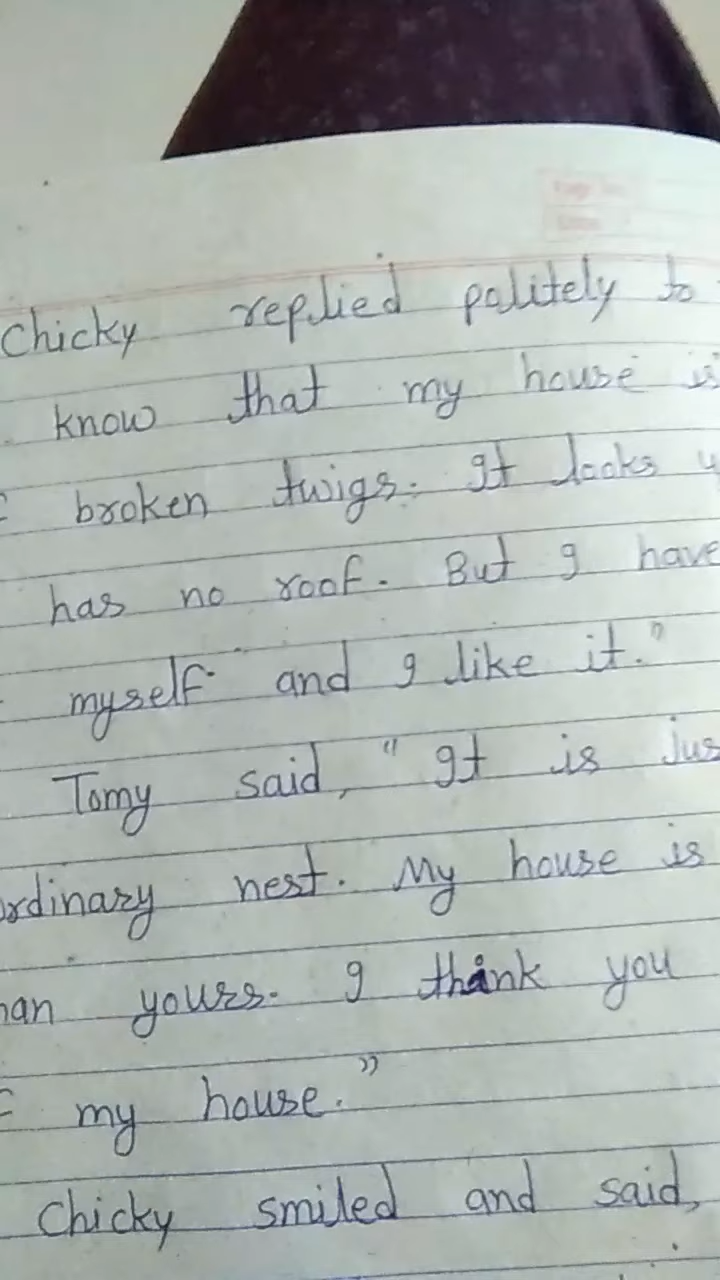 Chicky replied politely to
know that my house is
broken twigs. It looks
has no roof. But I have
myself and I like it."
Tomy said, "It is jus
ordinary nest. My house is
han yours. I think you
my house."
Chicky smiled and said,